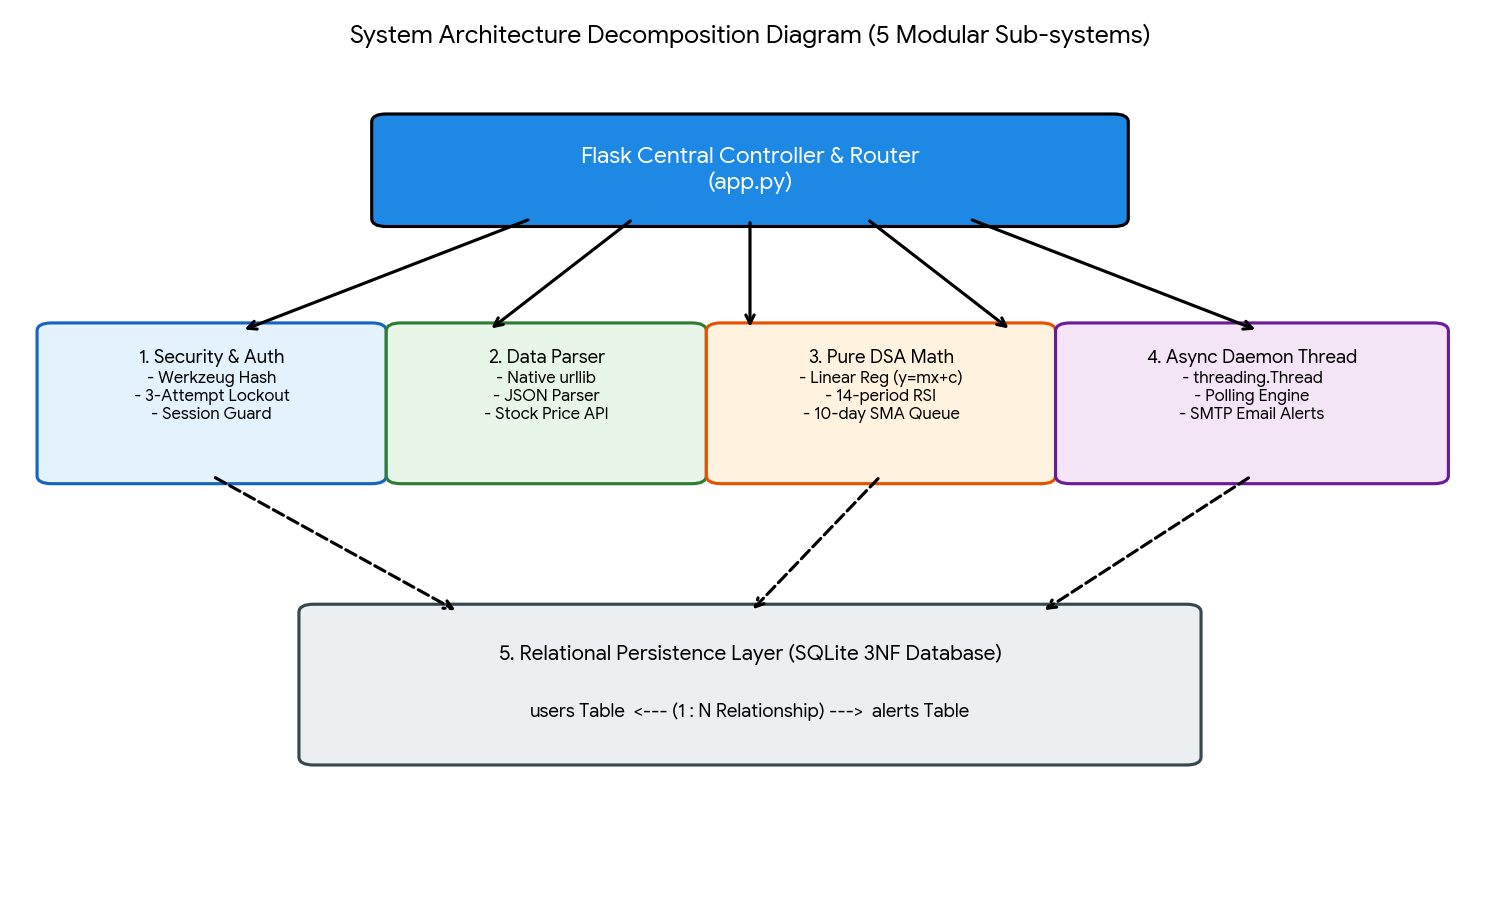 System Architecture Decomposition Diagram (5 Modular Sub-systems)
Flask Central Controller & Router
(app.py)
1. Security & Auth
- Werkzeug Hash
- 3-Attempt Lockout
- Session Guard
2. Data Parser
- Native urllib
- JSON Parser
- Stock Price API
3. Pure DSA Math
- Linear Reg (y=mx+c)
- 14-period RSI
- 10-day SMA Queue
4. Async Daemon Thread
- threading.Thread
- Polling Engine
- SMTP Email Alerts
5. Relational Persistence Layer (SQLite 3NF Database)
users Table <--- (1 : N Relationship) ---> alerts Table